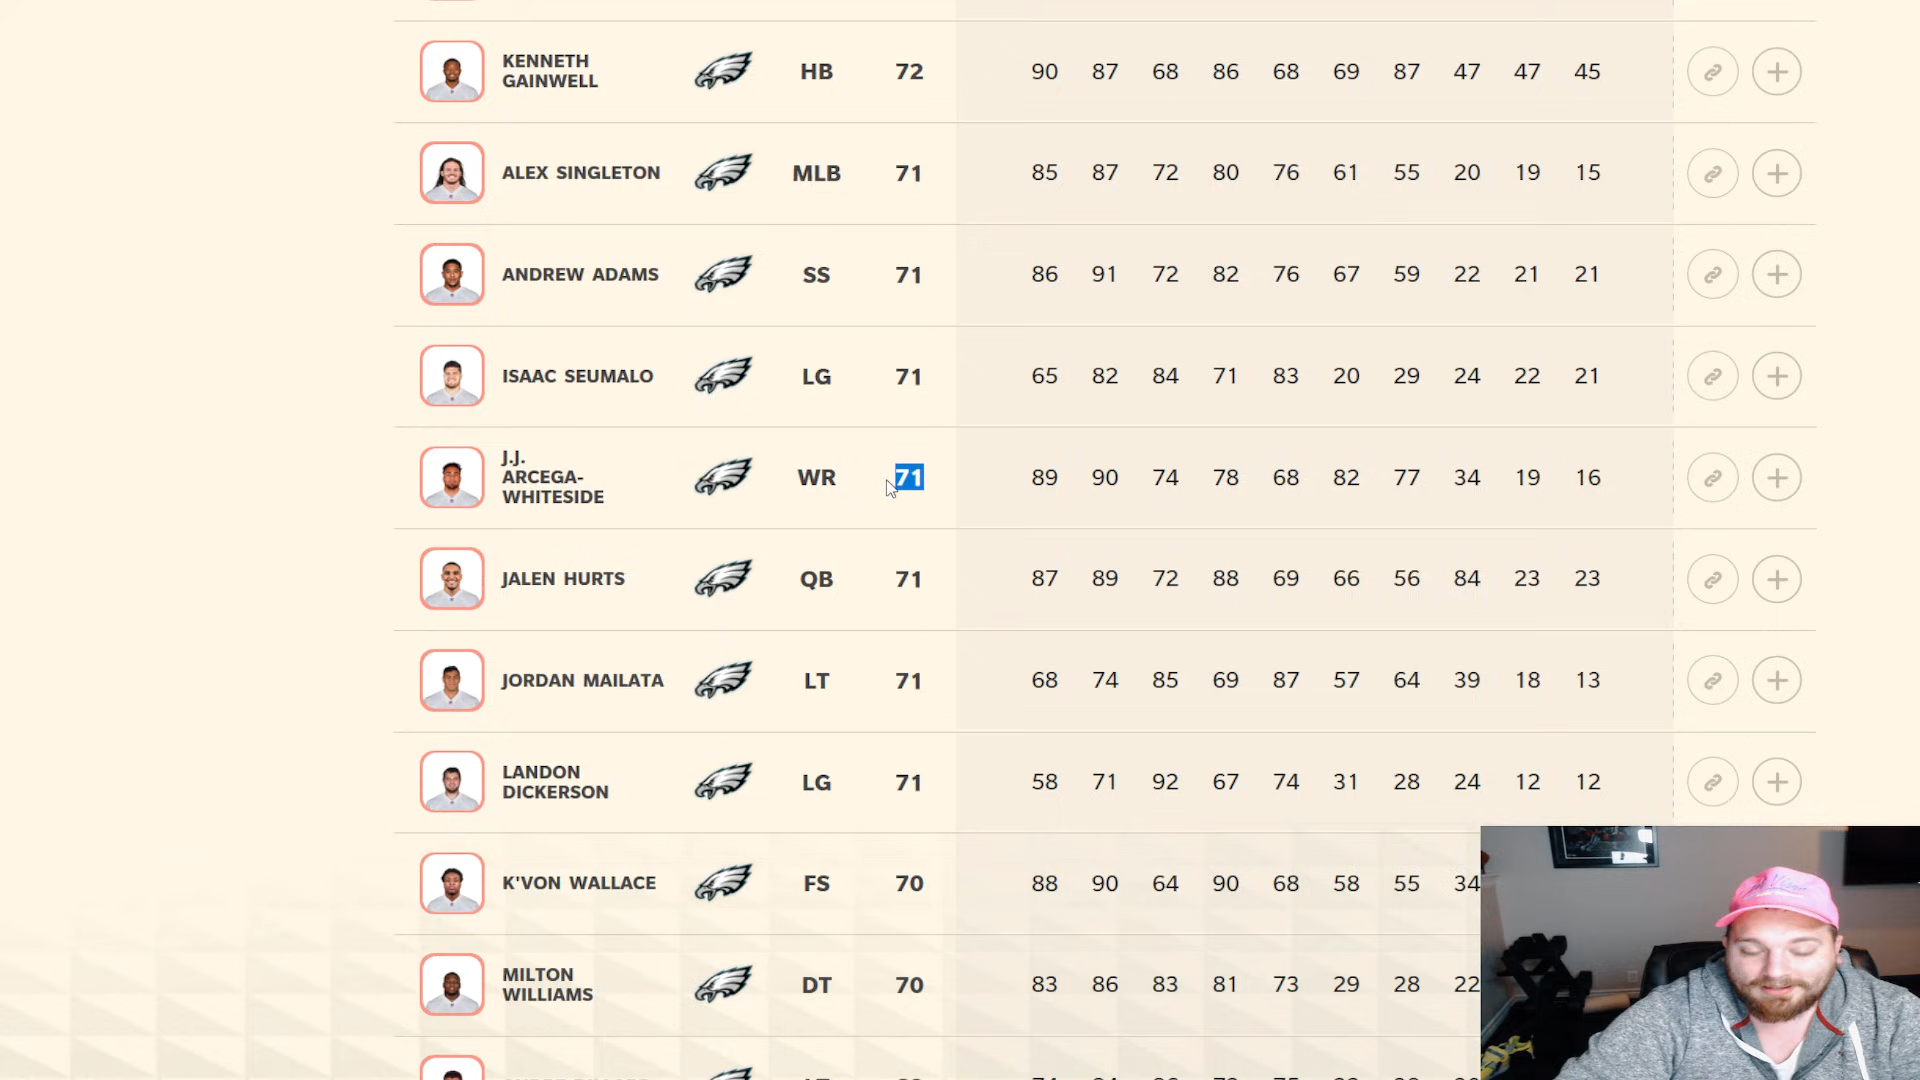 KENNETH
GAINWELL HB 72 90 87 68 86 68 69 87 47 47 45
ALEX SINGLETON MLB 71 85 87 72 80 76 61 55 20 19 15
ANDREW ADAMS SS 71 86 91 72 82 76 67 59 22 21 21
ISAAC SEUMALO LG 71 65 82 84 71 83 20 29 24 22 21
J.J.
ARCEGA- WR 71 89 90 74 78 68 82 77 34 19 16
WHITESIDE
JALEN HURTS QB 71 87 89 72 88 69 66 56 84 23 23
JORDAN MAILATA LT 71 68 74 85 69 87 57 64 39 18 13
LANDON
DICKERSON LG 71 58 71 92 67 74 31 28 24 12 12
K'VON WALLACE FS 70 88 90 64 90 68 58 55 34
MILTON
WILLIAMS DT 70 83 86 83 81 73 29 28 22